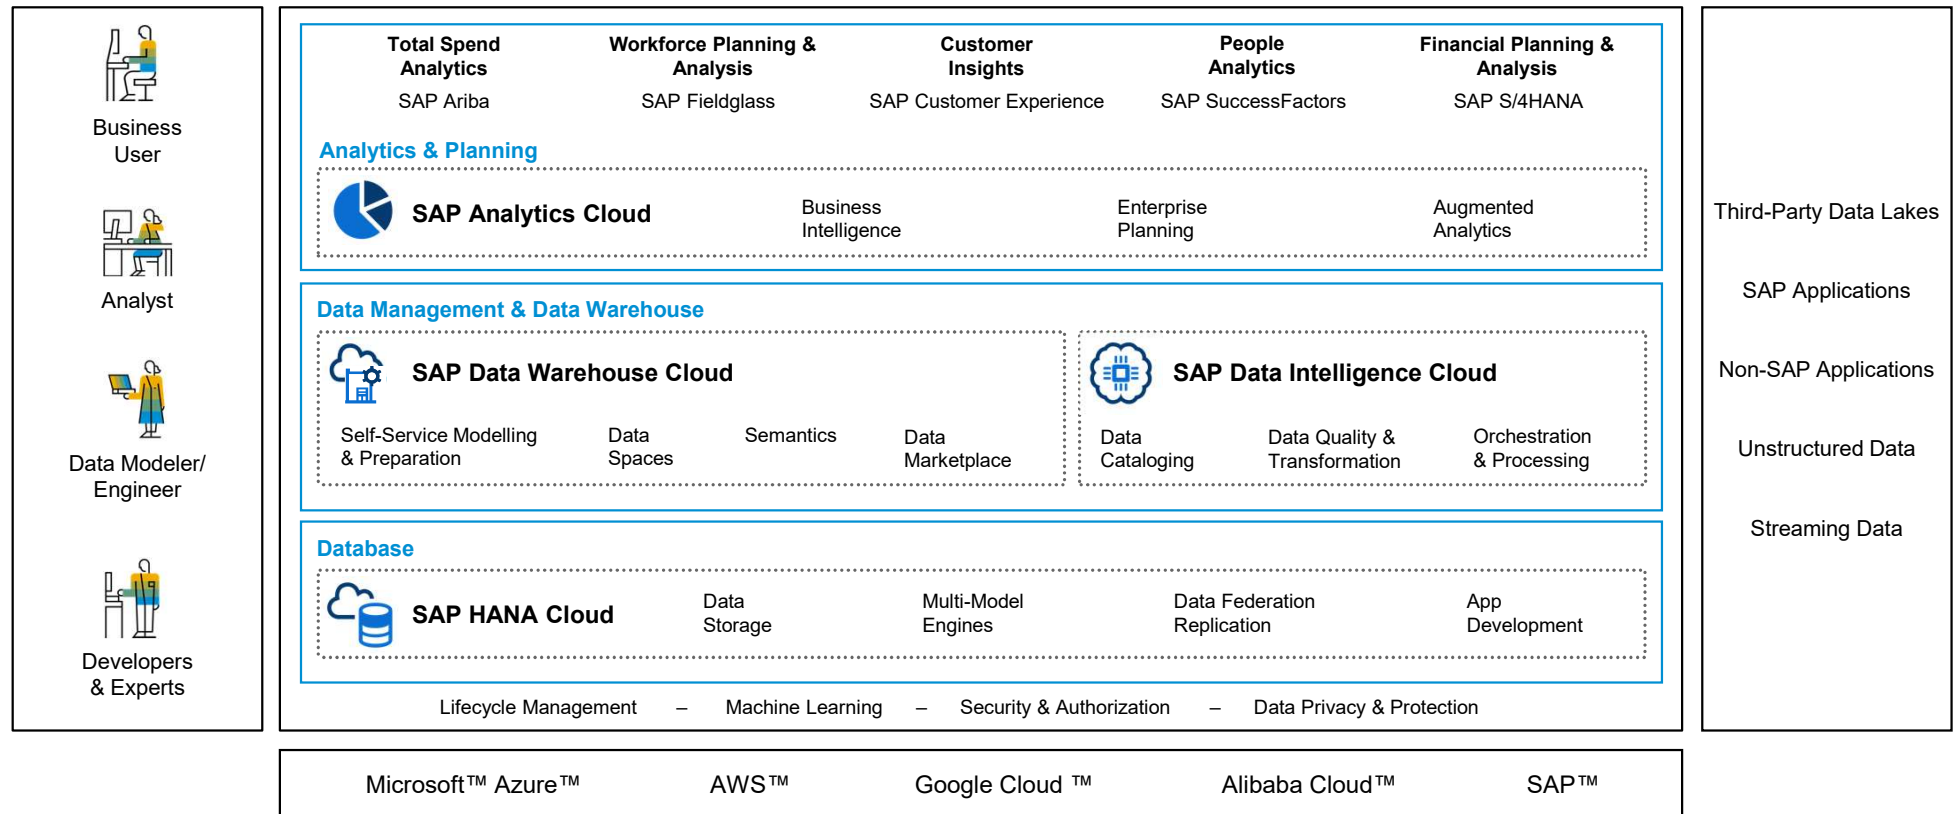 Business
User
Analyst
Data Modeler/
Engineer
Developers
& Experts
Total Spend
Analytics
SAP Ariba
Workforce Planning &
Analysis
SAP Fieldglass
Customer
Insights
SAP Customer Experience
People
Analytics
SAP SuccessFactors
Financial Planning &
Analysis
SAP S/4HANA
Analytics & Planning
SAP Analytics Cloud
Business
Intelligence
Enterprise
Planning
Augmented
Analytics
Data Management & Data Warehouse
SAP Data Warehouse Cloud
Self-Service Modelling
& Preparation
Data
Spaces
Semantics
Data
Marketplace
SAP Data Intelligence Cloud
Data
Cataloging
Data Quality &
Transformation
Orchestration
& Processing
Database
SAP HANA Cloud
Data
Storage
Multi-Model
Engines
Data Federation
Replication
App
Development
Lifecycle Management – Machine Learning – Security & Authorization – Data Privacy & Protection
Third-Party Data Lakes
SAP Applications
Non-SAP Applications
Unstructured Data
Streaming Data
Microsoft™ Azure™ AWS™ Google Cloud ™ Alibaba Cloud™ SAP™